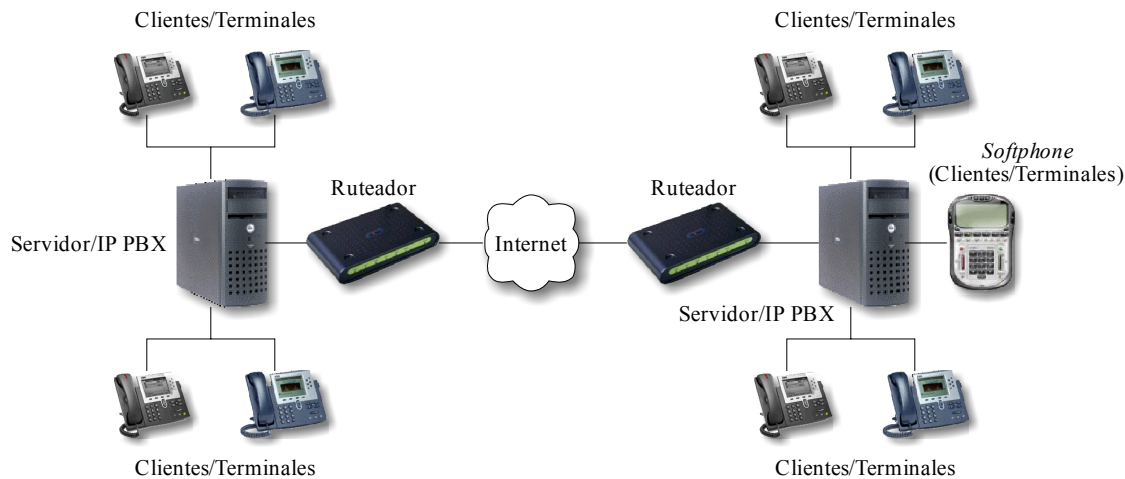 Clientes/Terminales
Clientes/Terminales
Softphone
(Clientes/Terminales)
Ruteador
Ruteador
Servidor/IP PBX
Internet
Servidor/IP PBX
Clientes/Terminales
Clientes/Terminales